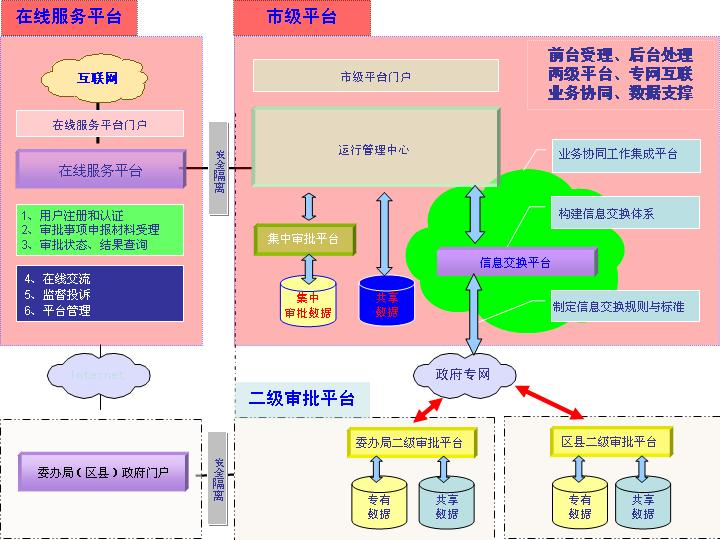 在线服务平台
互联网
在线服务平台门户
在线服务平台
1、用户注册和认证
2、审批事项申报材料受理
3、审批状态、结果查询
4、在线交流
5、监督投诉
6、平台管理
Internet
委办局（区县）政府门户
安全隔离
安全隔离
市级平台
市级平台门户
前台受理、后台处理
两级平台、专网互联
业务协同、数据支撑
运行管理中心
业务协同工作集成平台
构建信息交换体系
集中审批平台
信息交换平台
集中
审批数据
共享
数据
制定信息交换规则与标准
政府专网
二级审批平台
委办局二级审批平台
专有
数据
共享
数据
区县二级审批平台
专有
数据
共享
数据